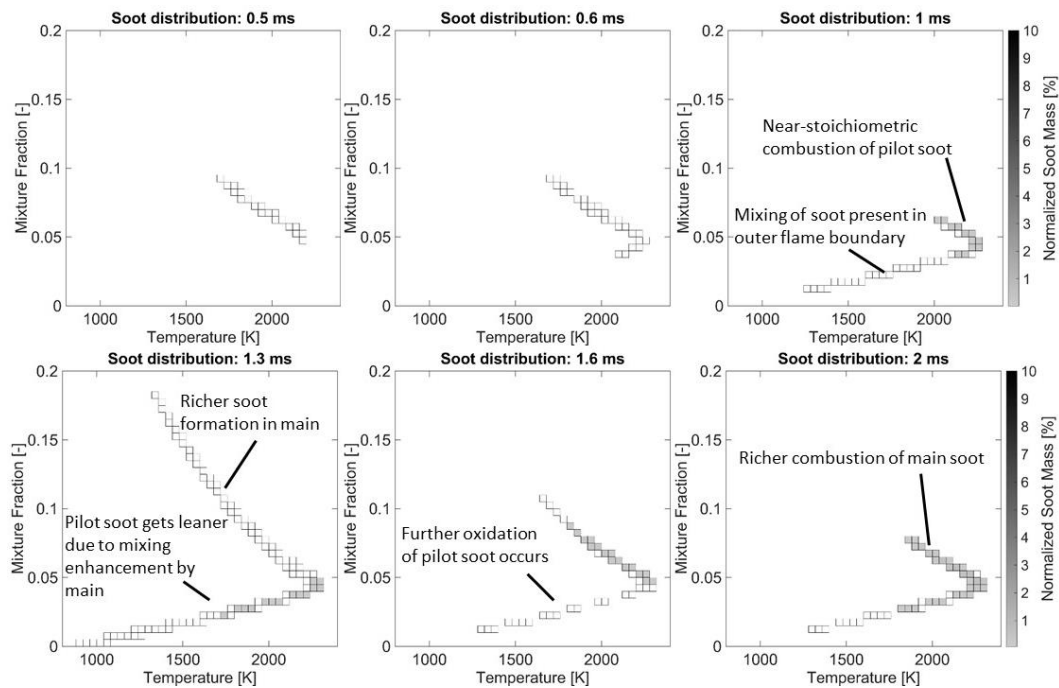 Soot distribution: 0.5 ms
0.2
0.15
0.1
0.05
0
Mixture Fraction [-]
1000 1500 2000
Temperature [K]
Soot distribution: 0.6 ms
0.2
0.15
0.1
0.05
0
Mixture Fraction [-]
1000 1500 2000
Temperature [K]
Soot distribution: 1 ms
0.2
0.15
0.1
0.05
0
Mixture Fraction [-]
Near-stoichiometric
combustion of pilot soot
Mixing of soot present in
outer flame boundary
1000 1500 2000
Temperature [K]
10
9
8
7
6
5
4
3
2
1
Normalized Soot Mass [%]
Soot distribution: 1.3 ms
0.2
0.15
0.1
0.05
0
Mixture Fraction [-]
Richer soot
formation in main
Pilot soot gets leaner
due to mixing
enhancement by
main
1000 1500 2000
Temperature [K]
Soot distribution: 1.6 ms
0.2
0.15
0.1
0.05
0
Mixture Fraction [-]
Further oxidation
of pilot soot occurs
1000 1500 2000
Temperature [K]
Soot distribution: 2 ms
0.2
0.15
0.1
0.05
0
Mixture Fraction [-]
Richer combustion of main soot
1000 1500 2000
Temperature [K]
10
9
8
7
6
5
4
3
2
1
Normalized Soot Mass [%]